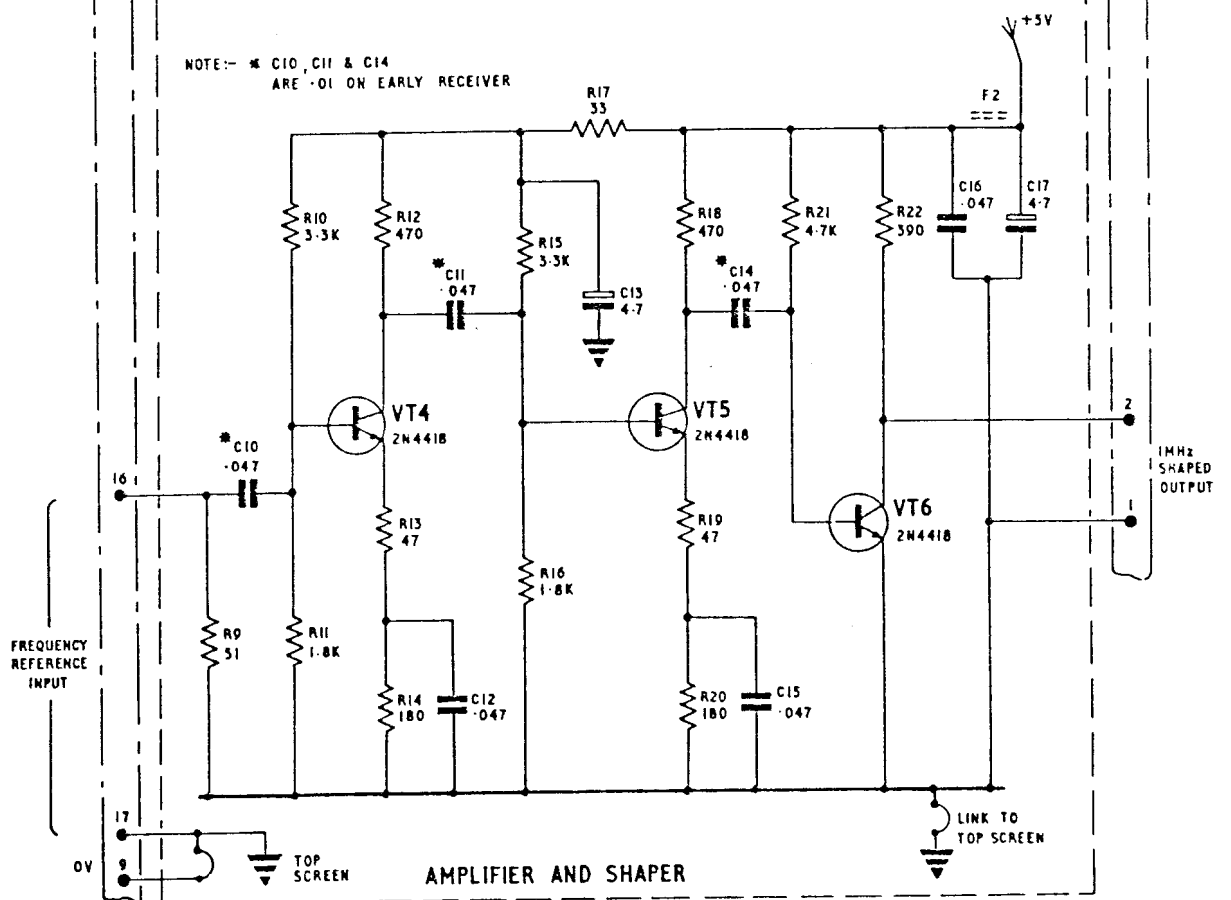 +5V
NOTE:- * C10, C11 & C14
ARE ·01 ON EARLY RECEIVER
R17
33
F2
R10
3·3K
R12
470
R15
3·3K
*
C11
·047
C13
4·7
R18
470
*
C14
·047
R21
4·7K
R22
390
C16
·047
C17
4·7
VT4
2N4418
VT5
2N4418
VT6
2N4418
*
C10
·047
16
2
1MHz
SHAPED
OUTPUT
1
R13
47
R19
47
R16
1·8K
FREQUENCY
REFERENCE
INPUT
R9
51
R11
1·8K
R14
180
C12
·047
R20
180
C15
·047
17
0V
9
TOP
SCREEN
LINK TO
TOP SCREEN
AMPLIFIER AND SHAPER